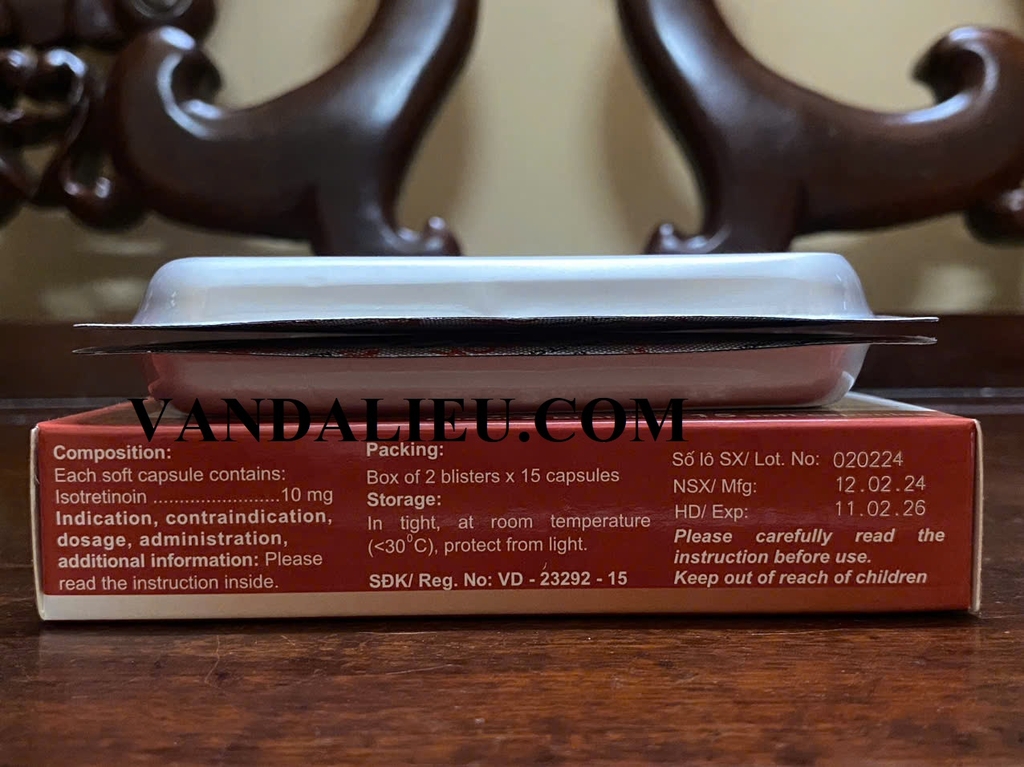 VANDALIEU.COM
Composition:
Each soft capsule contains:
Isotretinoin ........................10 mg
Indication, contraindication,
dosage, administration,
additional information: Please
read the instruction inside.
Packing:
Box of 2 blisters x 15 capsules
Storage:
In tight, at room temperature
(<30°C), protect from light.
SĐK/ Reg. No: VD - 23292 - 15
Số lô SX/ Lot. No: 020224
NSX/ Mfg: 12.02.24
HD/ Exp: 11.02.26
Please carefully read the
instruction before use.
Keep out of reach of children